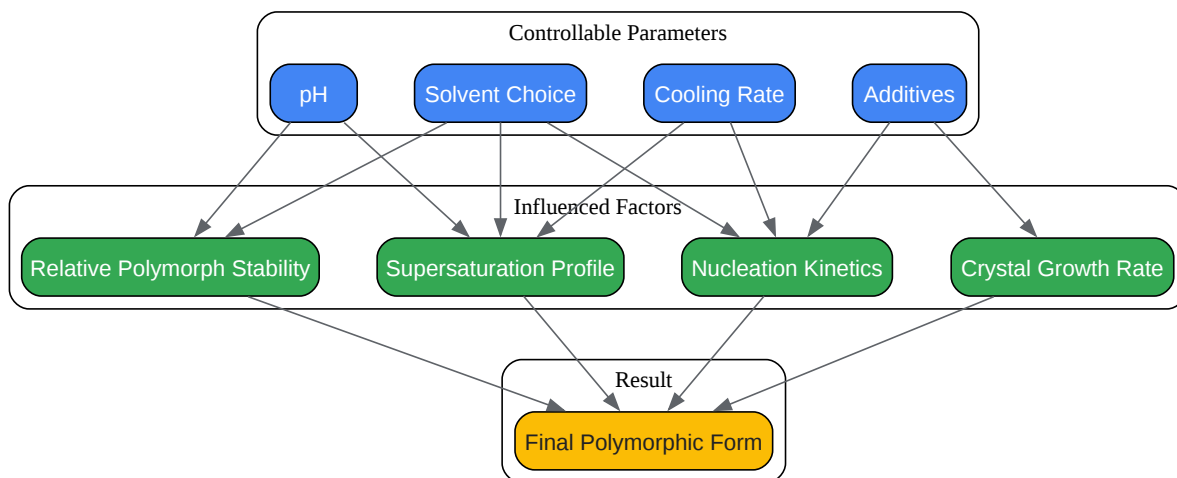 Controllable Parameters
pH
Solvent Choice
Cooling Rate
Additives
Influenced Factors
Relative Polymorph Stability
Supersaturation Profile
Nucleation Kinetics
Crystal Growth Rate
Result
Final Polymorphic Form